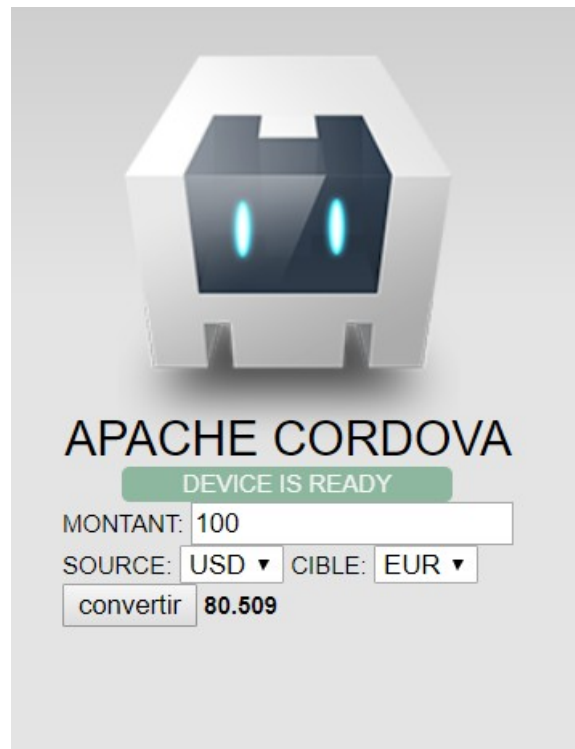 APACHE CORDOVA
DEVICE IS READY
MONTANT: 100
SOURCE: USD CIBLE: EUR
convertir 80.509